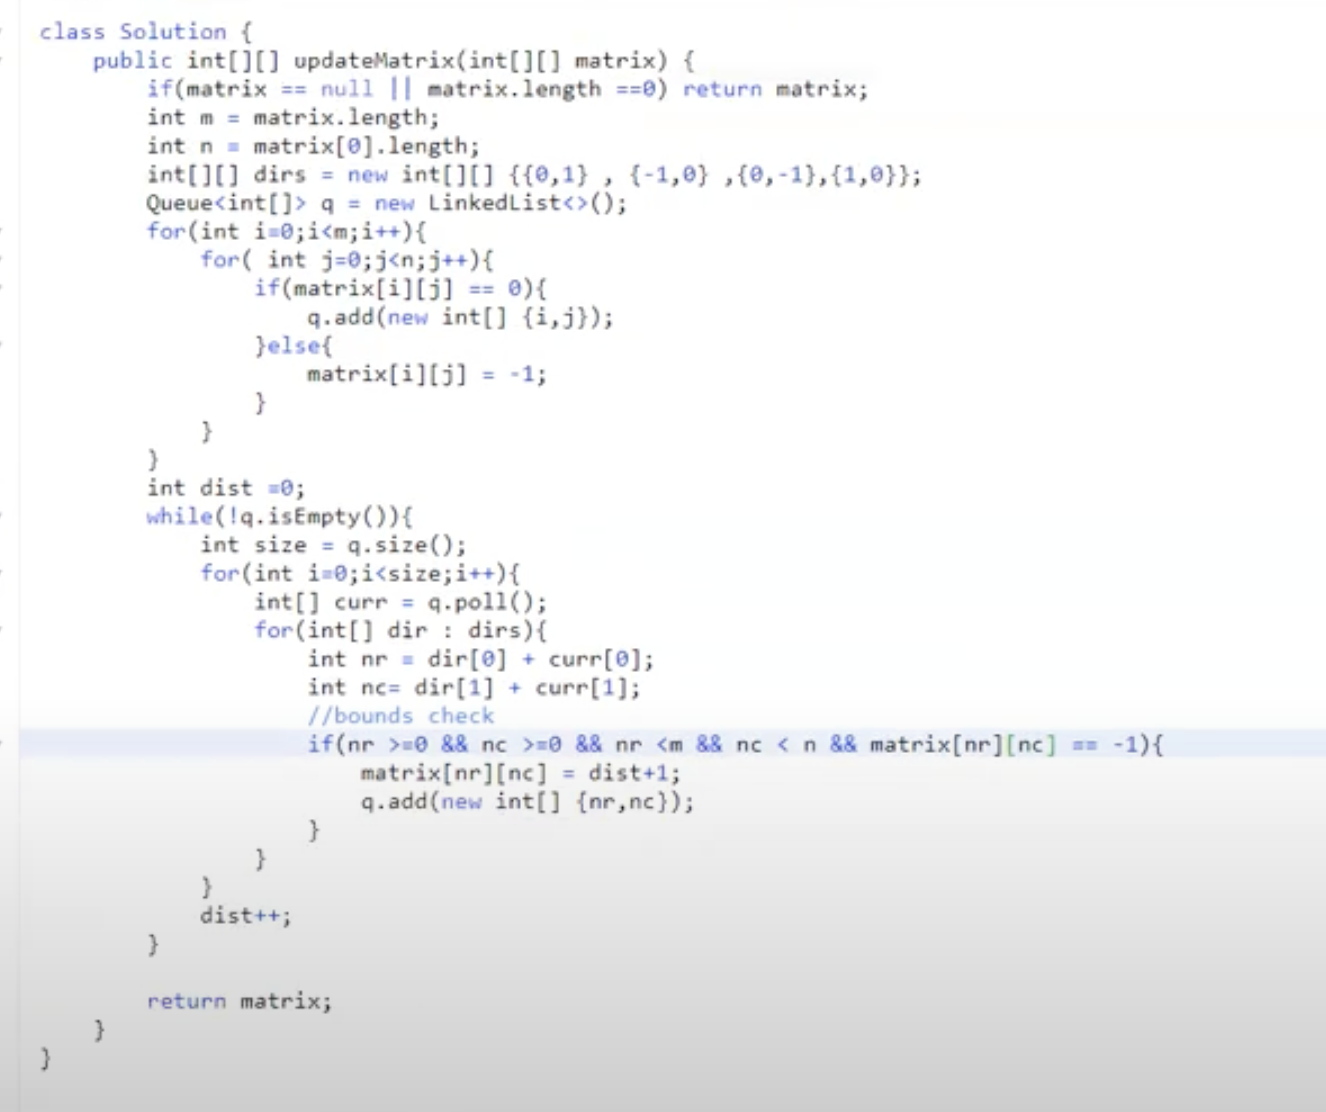 class Solution {
    public int[][] updateMatrix(int[][] matrix) {
        if(matrix == null || matrix.length ==0) return matrix;
        int m = matrix.length;
        int n = matrix[0].length;
        int[][] dirs = new int[][] {{0,1} , {-1,0} ,{0,-1},{1,0}};
        Queue<int[]> q = new LinkedList<>();
        for(int i=0;i<m;i++){
            for( int j=0;j<n;j++){
                if(matrix[i][j] == 0){
                    q.add(new int[] {i,j});
                }else{
                    matrix[i][j] = -1;
                }
            }
        }
        int dist =0;
        while(!q.isEmpty()){
            int size = q.size();
            for(int i=0;i<size;i++){
                int[] curr = q.poll();
                for(int[] dir : dirs){
                    int nr = dir[0] + curr[0];
                    int nc= dir[1] + curr[1];
                    //bounds check
                    if(nr >=0 && nc >=0 && nr <m && nc < n && matrix[nr][nc] == -1){
                        matrix[nr][nc] = dist+1;
                        q.add(new int[] {nr,nc});
                    }
                }
            }
            dist++;
        }

        return matrix;
    }
}